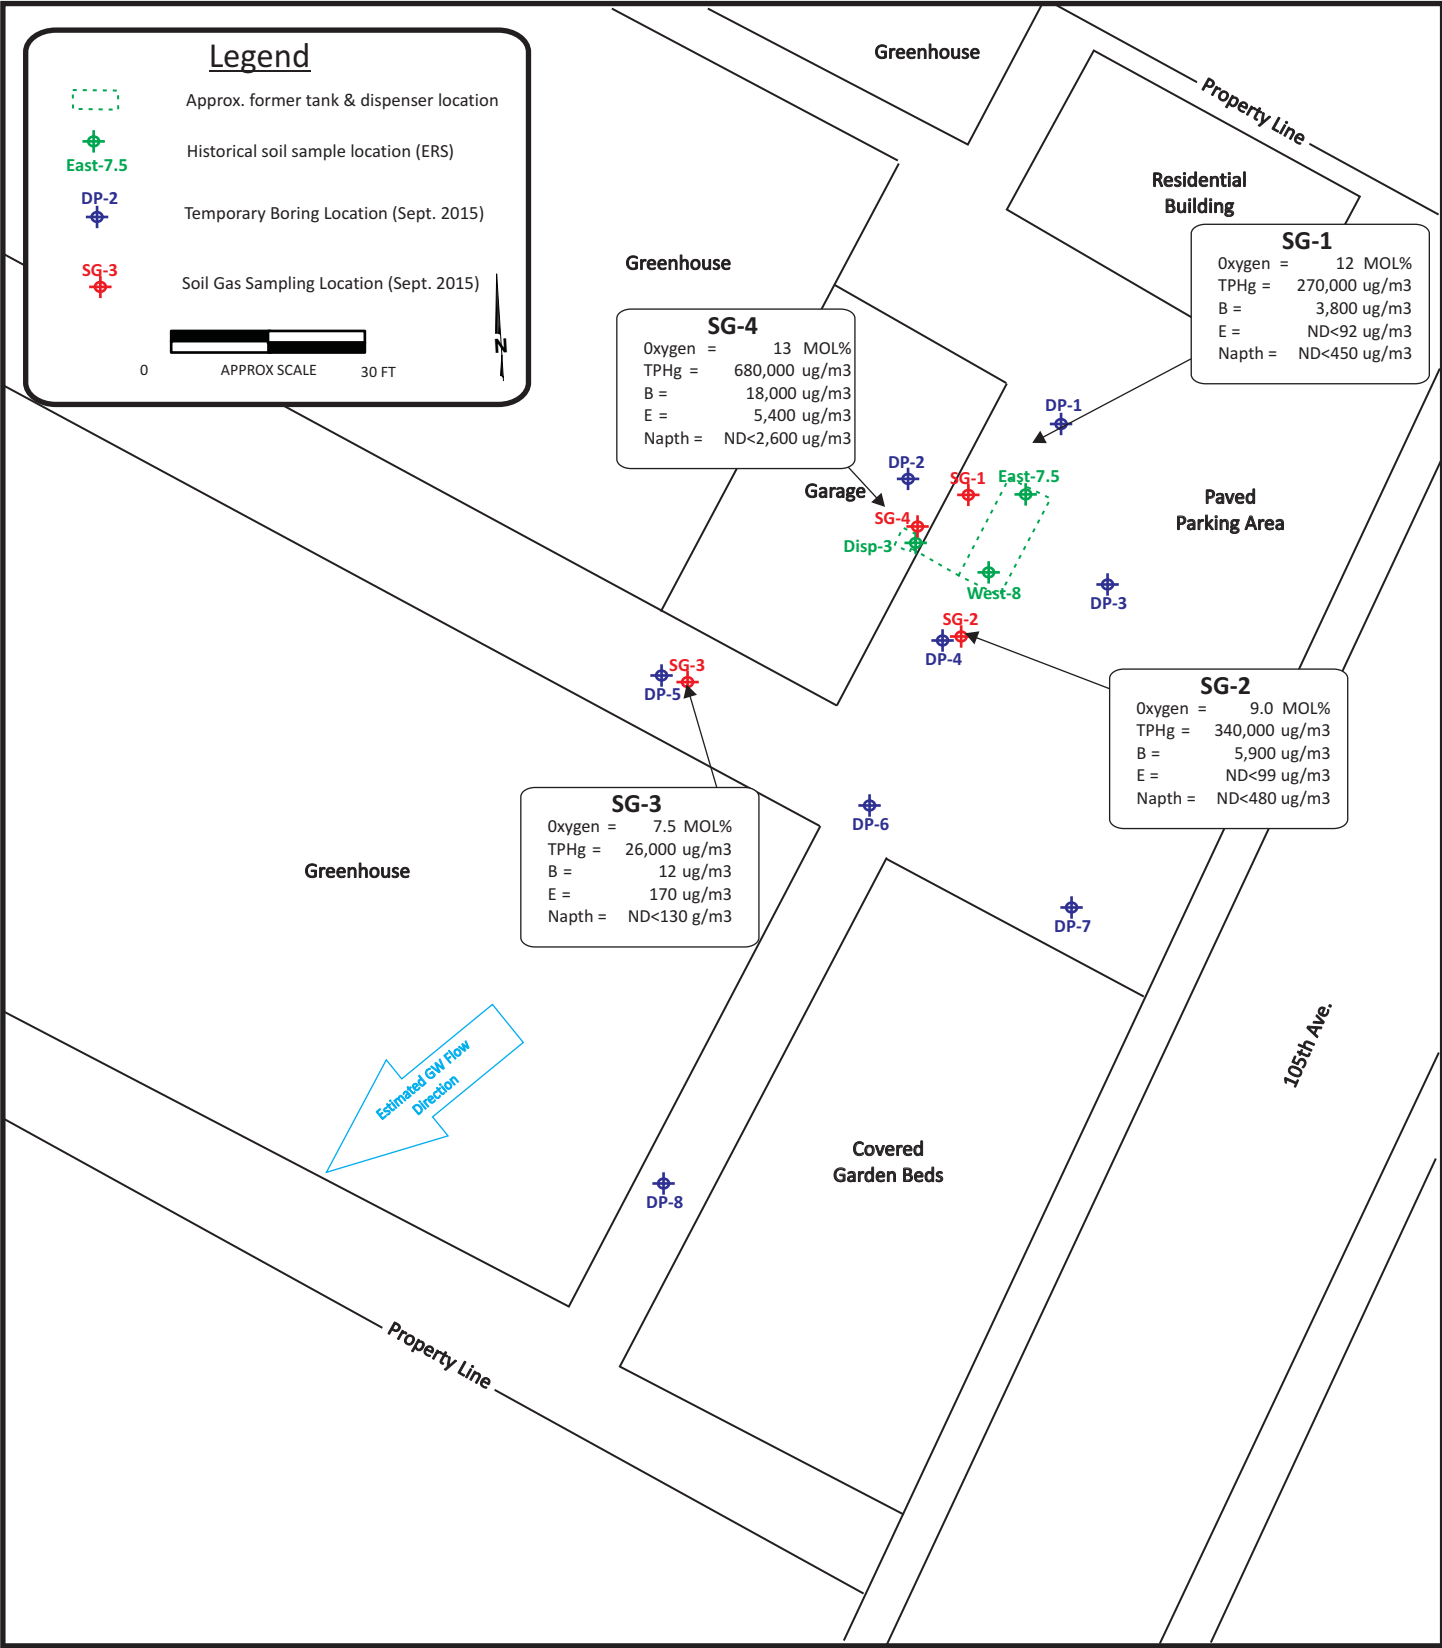 Legend
Approx. former tank & dispenser location
East-7.5
Historical soil sample location (ERS)
DP-2
Temporary Boring Location (Sept. 2015)
SG-3
Soil Gas Sampling Location (Sept. 2015)
N
0 APPROX SCALE 30 FT
Greenhouse
Property Line
Residential
Building
Greenhouse
SG-1
0xygen = 12 MOL%
TPHg = 270,000 ug/m3
B = 3,800 ug/m3
E = ND<92 ug/m3
Napth = ND<450 ug/m3
SG-4
0xygen = 13 MOL%
TPHg = 680,000 ug/m3
B = 18,000 ug/m3
E = 5,400 ug/m3
Napth = ND<2,600 ug/m3
DP-1
DP-2
Garage
SG-1
East-7.5
Paved
Parking Area
SG-4
Disp-3
West-8
DP-3
SG-2
DP-4
SG-3
DP-5
SG-2
0xygen = 9.0 MOL%
TPHg = 340,000 ug/m3
B = 5,900 ug/m3
E = ND<99 ug/m3
Napth = ND<480 ug/m3
SG-3
0xygen = 7.5 MOL%
TPHg = 26,000 ug/m3
B = 12 ug/m3
E = 170 ug/m3
Napth = ND<130 g/m3
DP-6
Greenhouse
DP-7
105th Ave.
Estimated GW Flow
Direction
Covered
Garden Beds
DP-8
Property Line